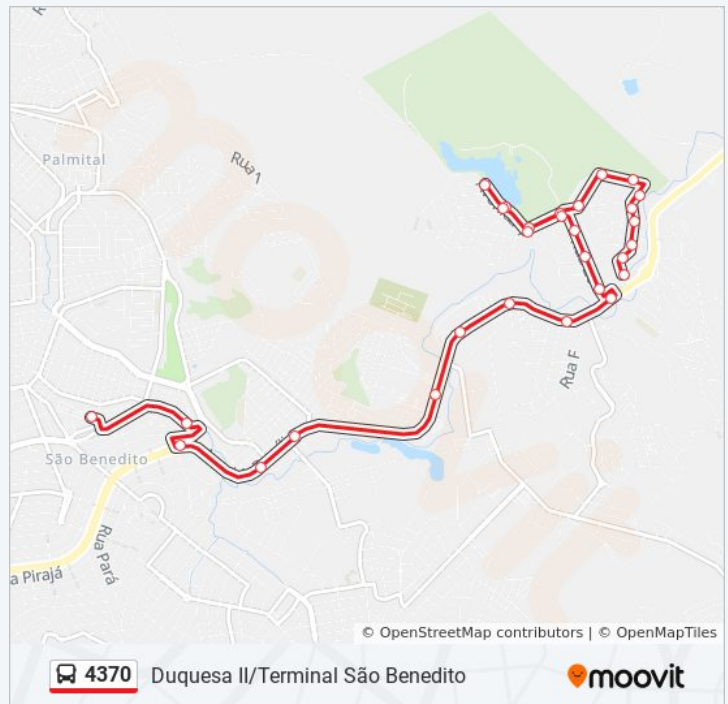 Palmital
Rua 1
Rua F
São Benedito
Rua Pará
a Pirajá
© OpenStreetMap contributors | © OpenMapTiles
4370 Duquesa II/Terminal São Benedito
moovit